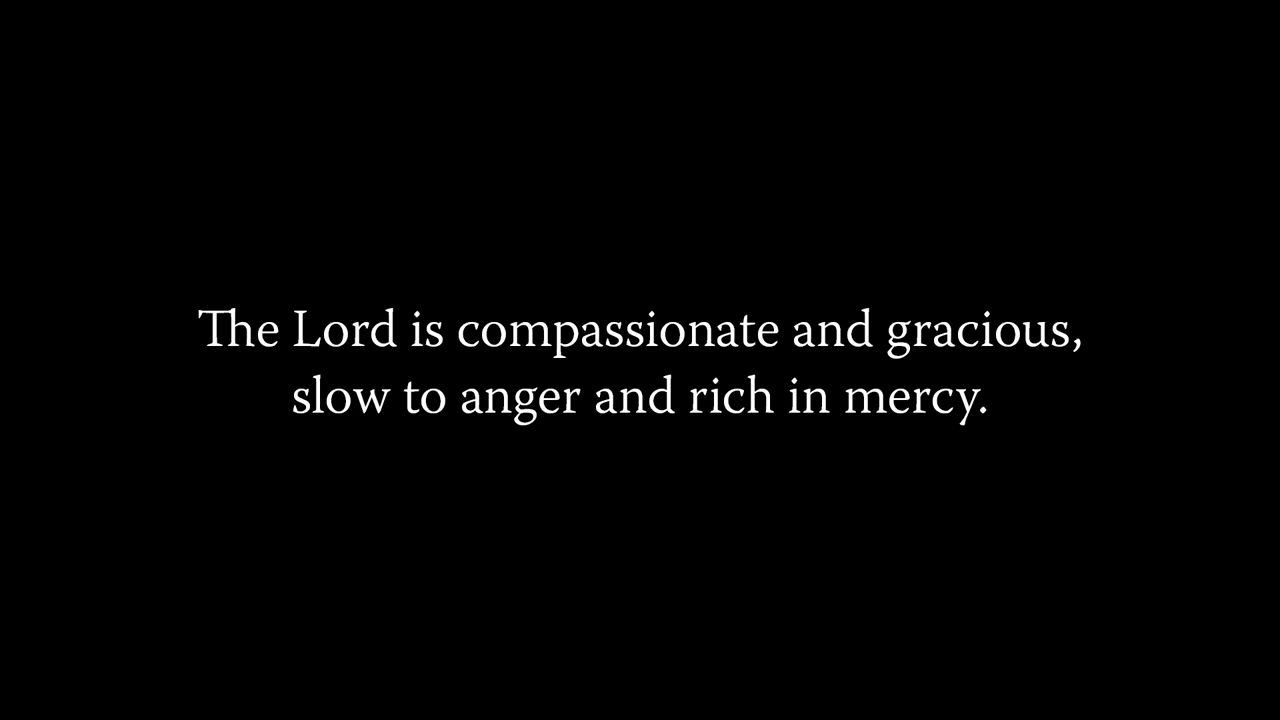 The Lord is compassionate and gracious,
slow to anger and rich in mercy.